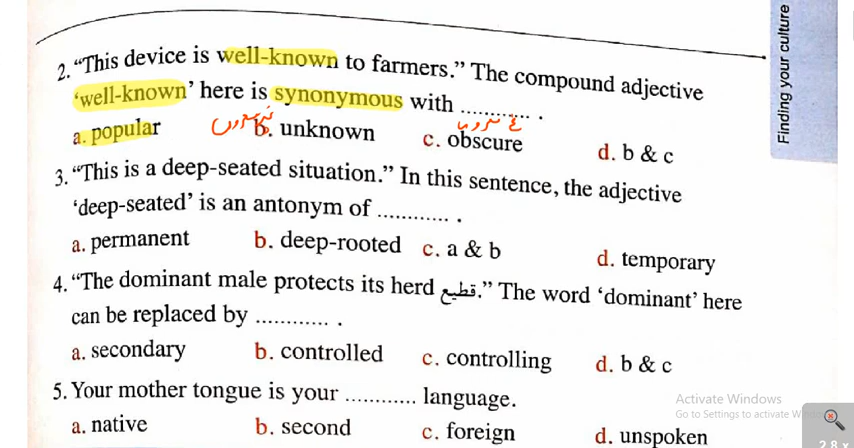 Finding your culture
2. “This device is well-known to farmers.” The compound adjective
‘well-known’ here is synonymous with ............ .
a. popular b. unknown c. obscure d. b & c
3. “This is a deep-seated situation.” In this sentence, the adjective
‘deep-seated’ is an antonym of ............ .
a. permanent b. deep-rooted c. a & b d. temporary
4. “The dominant male protects its herd قطيع.” The word ‘dominant’ here
can be replaced by ............ .
a. secondary b. controlled c. controlling d. b & c
5. Your mother tongue is your ............ language.
a. native b. second c. foreign d. unspoken
Activate Windows
Go to Settings to activate
2.8 x